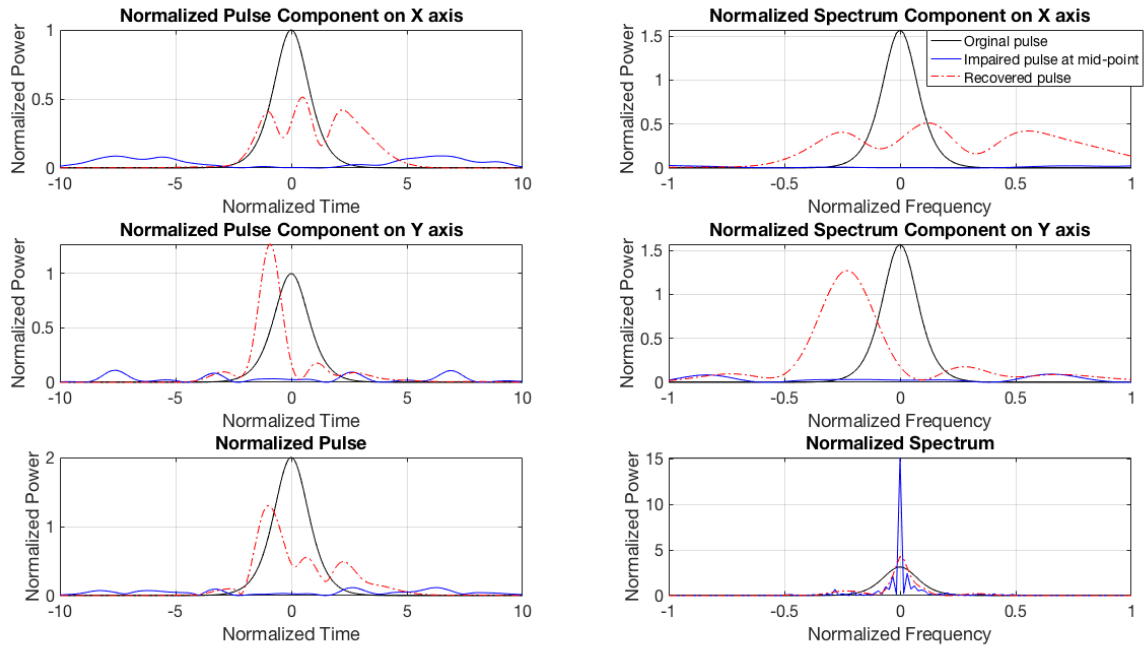 Normalized Pulse Component on X axis
Normalized Power
1
0.5
0
-10
-5
0
5
10
Normalized Time
Normalized Spectrum Component on X axis
Normalized Power
1.5
1
0.5
0
-1
-0.5
0
0.5
1
Normalized Frequency
Orginal pulse
Impaired pulse at mid-point
Recovered pulse
Normalized Pulse Component on Y axis
Normalized Power
1
0.5
0
-10
-5
0
5
10
Normalized Time
Normalized Spectrum Component on Y axis
Normalized Power
1.5
1
0.5
0
-1
-0.5
0
0.5
1
Normalized Frequency
Normalized Pulse
Normalized Power
2
1
0
-10
-5
0
5
10
Normalized Time
Normalized Spectrum
Normalized Power
15
10
5
0
-1
-0.5
0
0.5
1
Normalized Frequency